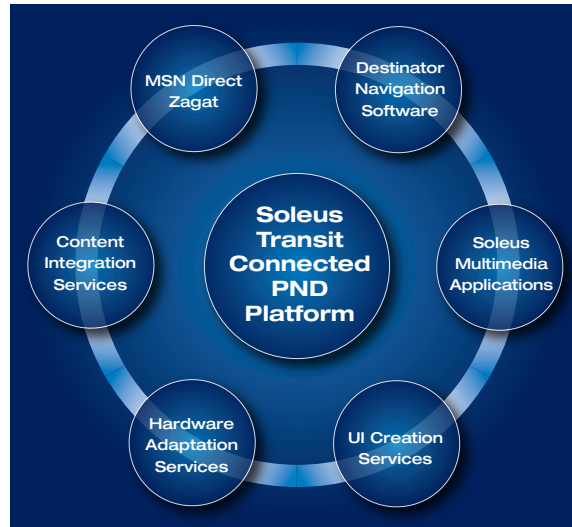 MSN Direct
Zagat
Destinator
Navigation
Software
Content
Integration
Services
Soleus
Transit
Connected
PND
Platform
Soleus
Multimedia
Applications
Hardware
Adaptation
Services
UI Creation
Services